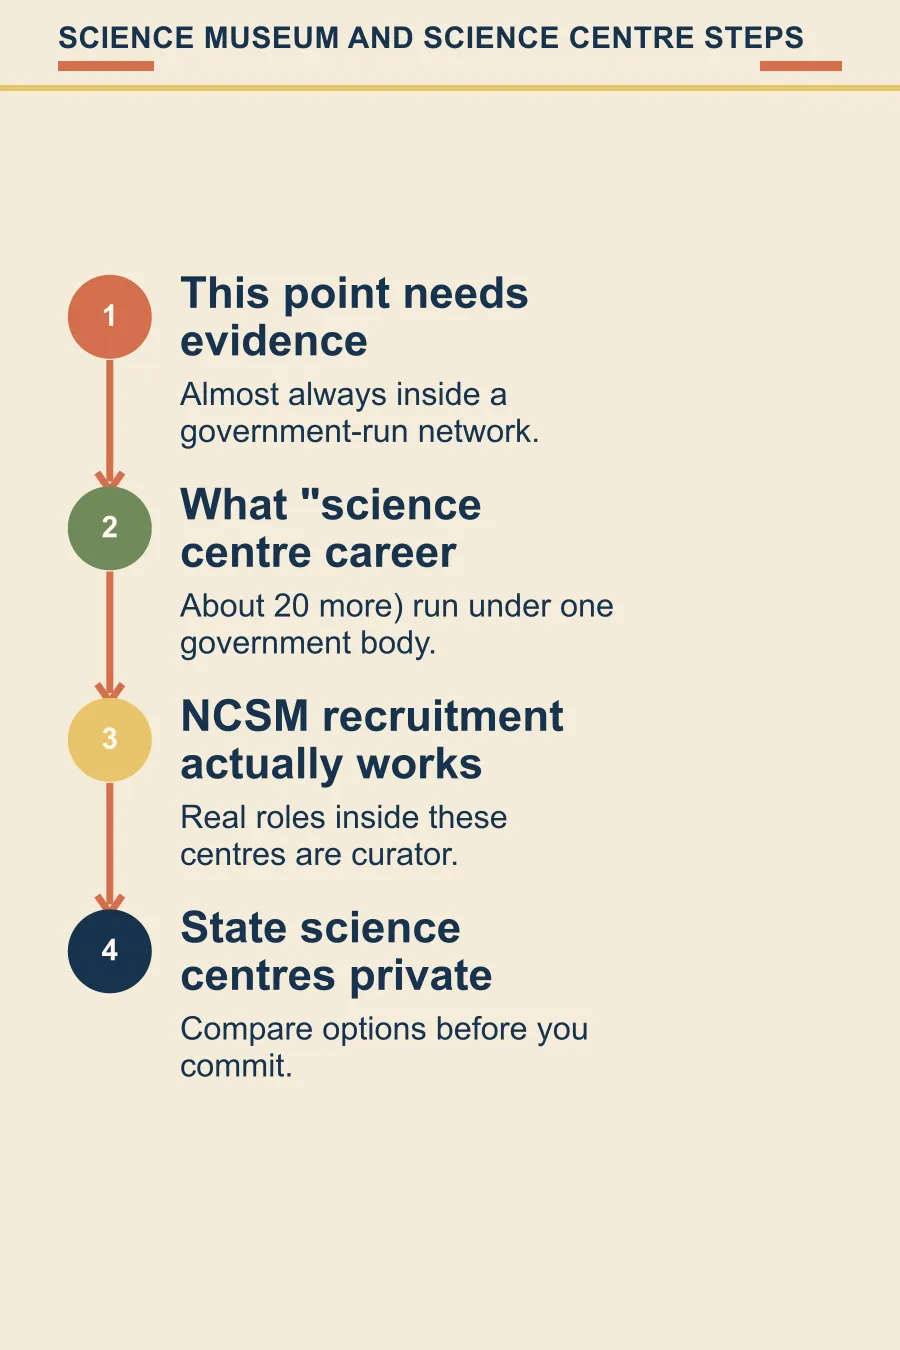 SCIENCE MUSEUM AND SCIENCE CENTRE STEPS
1
This point needs
evidence
Almost always inside a
government-run network.
2
What "science
centre career
About 20 more) run under one
government body.
3
NCSM recruitment
actually works
Real roles inside these
centres are curator.
4
State science
centres private
Compare options before you
commit.